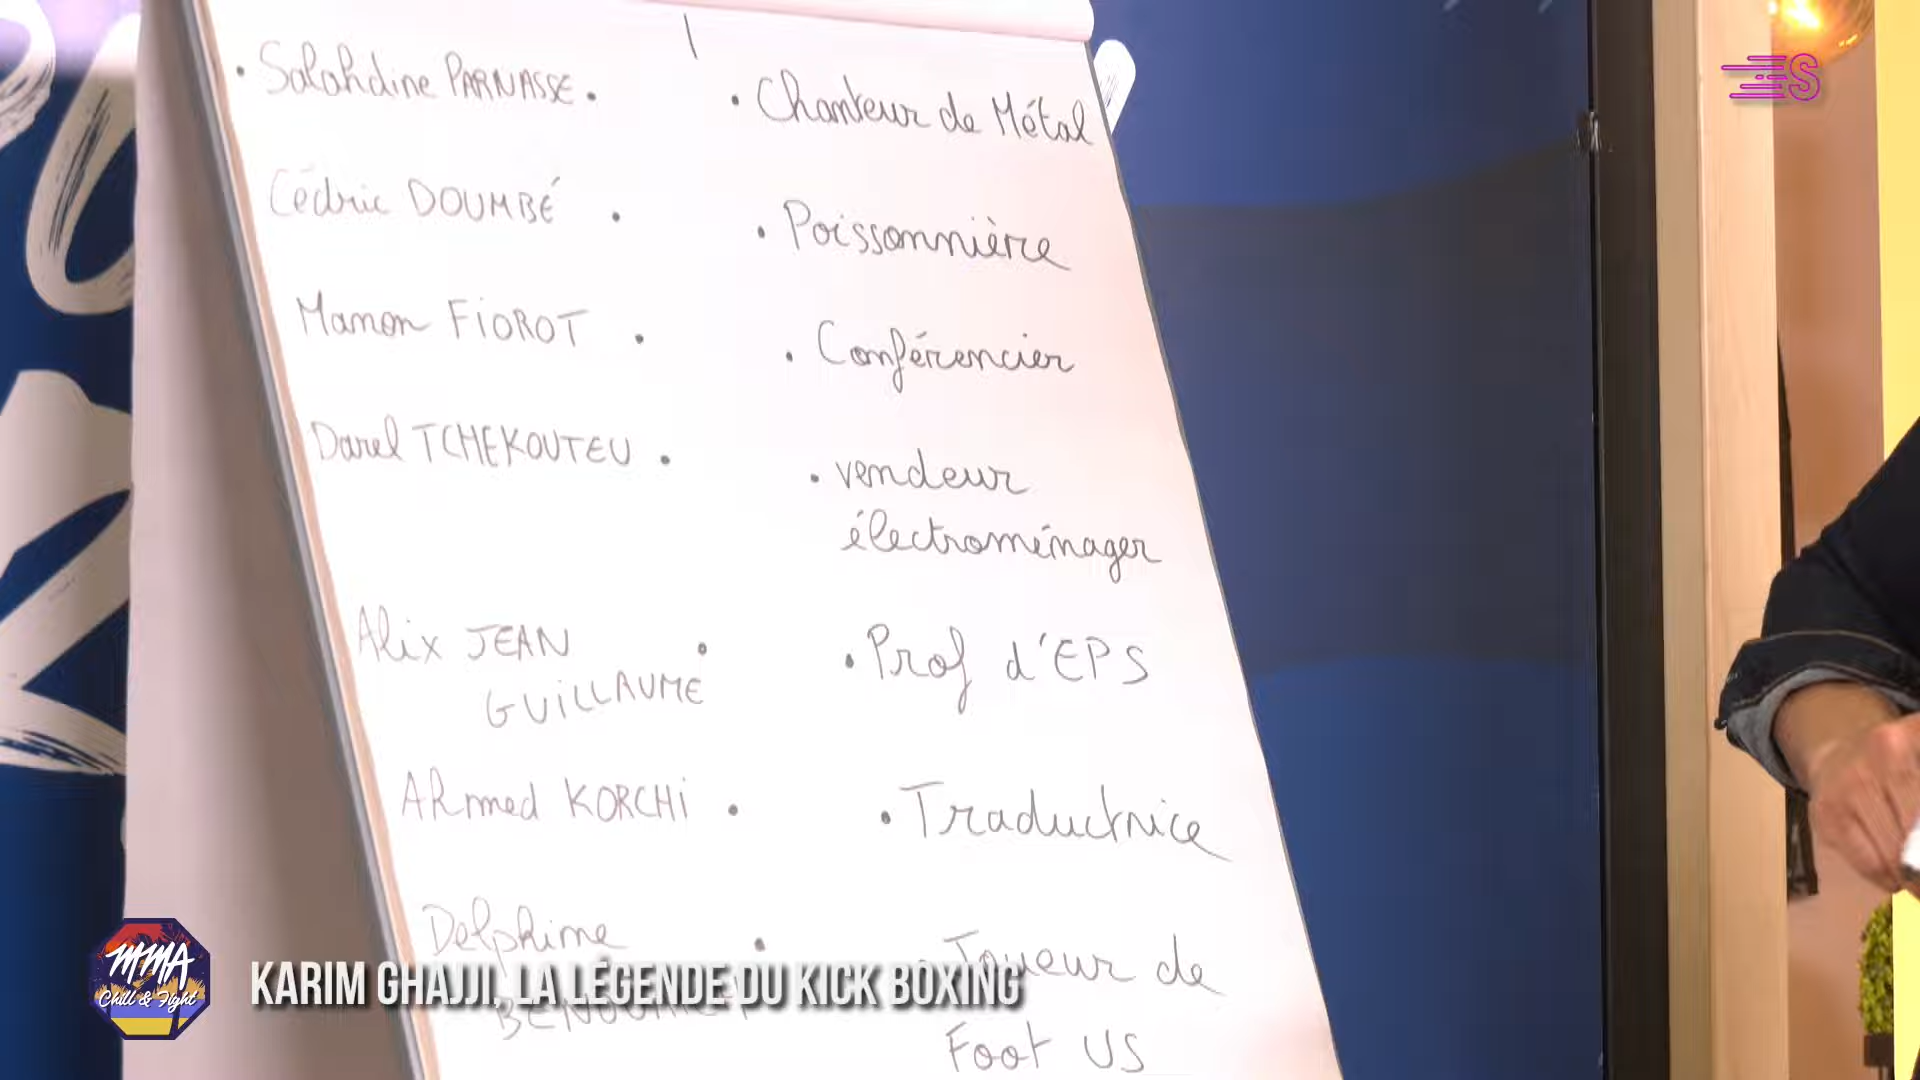 Salahdine PARNASSE
Chanteur de Métal
Cédric DOUMBÉ
Poissonnière
Manon FIOROT
Conférencier
Darel TCHEKOUTEU
vendeur
électroménager
Alix JEAN
GUILLAUME
Prof d'EPS
Ahmed KORCHI
Traductrice
Delphine
Joueur de
Foot US
MMA
Chill & Fight
KARIM GHAJJI, LA LÉGENDE DU KICK BOXING
S